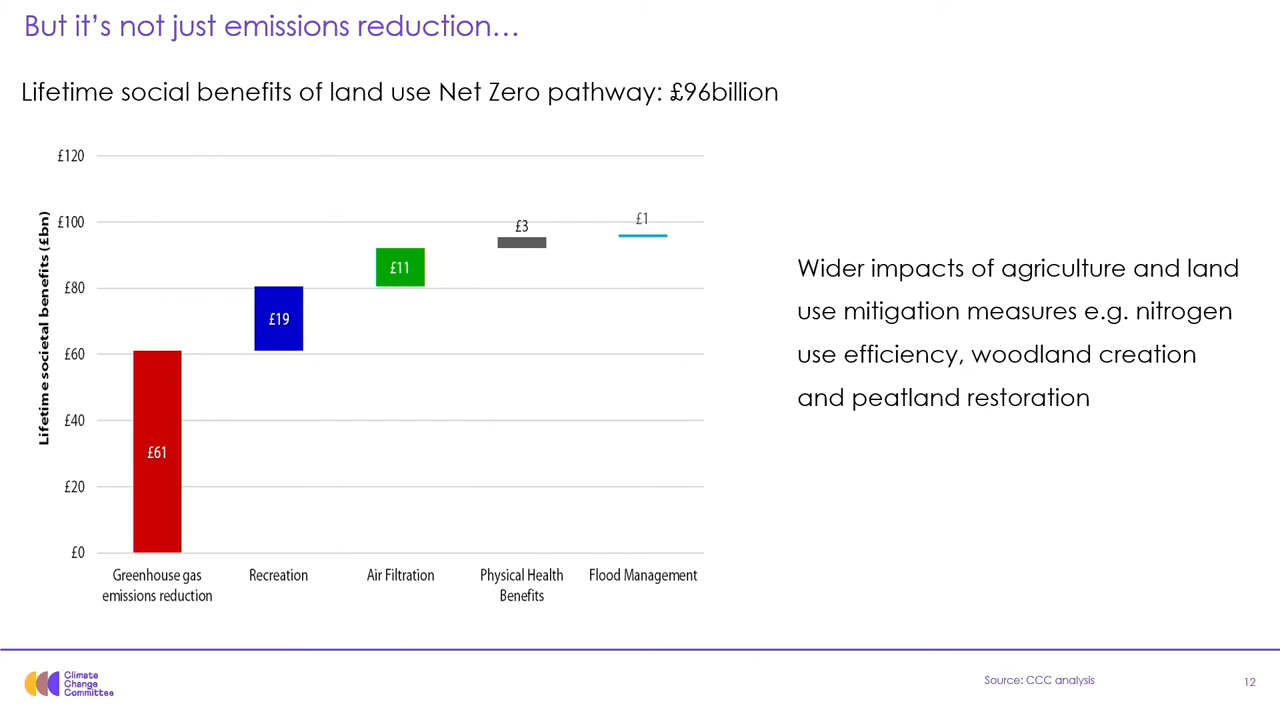 But it’s not just emissions reduction…
Lifetime social benefits of land use Net Zero pathway: £96billion
Lifetime societal benefits (£bn)
£120
£100
£80
£60
£40
£20
£0
£61
£19
£11
£3
£1
Greenhouse gas
emissions reduction
Recreation
Air Filtration
Physical Health
Benefits
Flood Management
Wider impacts of agriculture and land
use mitigation measures e.g. nitrogen
use efficiency, woodland creation
and peatland restoration
Climate
Change
Committee
Source: CCC analysis
12